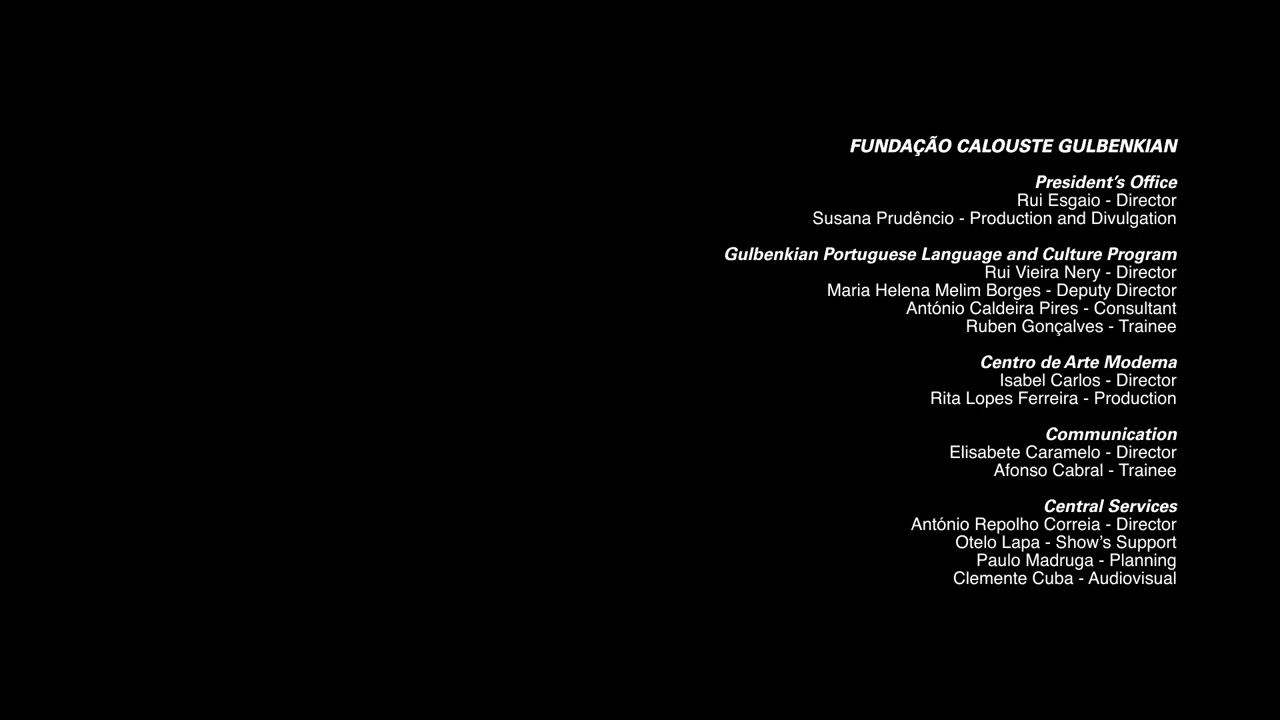 FUNDAÇÃO CALOUSTE GULBENKIAN
President's Office
Rui Esgaio - Director
Susana Prudêncio - Production and Divulgation
Gulbenkian Portuguese Language and Culture Program
Rui Vieira Nery - Director
Maria Helena Melim Borges - Deputy Director
António Caldeira Pires - Consultant
Ruben Gonçalves - Trainee
Centro de Arte Moderna
Isabel Carlos - Director
Rita Lopes Ferreira - Production
Communication
Elisabete Caramelo - Director
Afonso Cabral - Trainee
Central Services
António Repolho Correia - Director
Otelo Lapa - Show's Support
Paulo Madruga - Planning
Clemente Cuba - Audiovisual